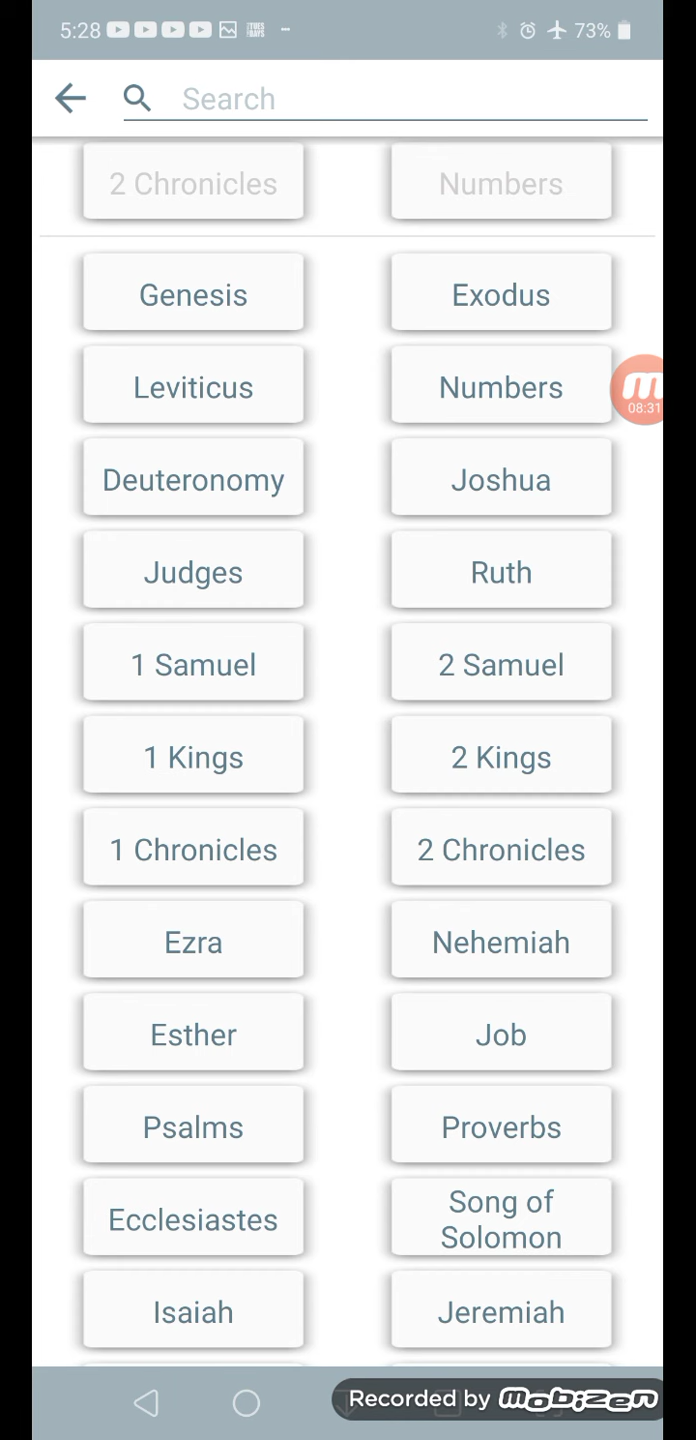 5:28
73%
Search
2 Chronicles Numbers
Genesis Exodus
Leviticus Numbers
08:31
Deuteronomy Joshua
Judges Ruth
1 Samuel 2 Samuel
1 Kings 2 Kings
1 Chronicles 2 Chronicles
Ezra Nehemiah
Esther Job
Psalms Proverbs
Ecclesiastes Song of
Solomon
Isaiah Jeremiah
Recorded by Mobizen